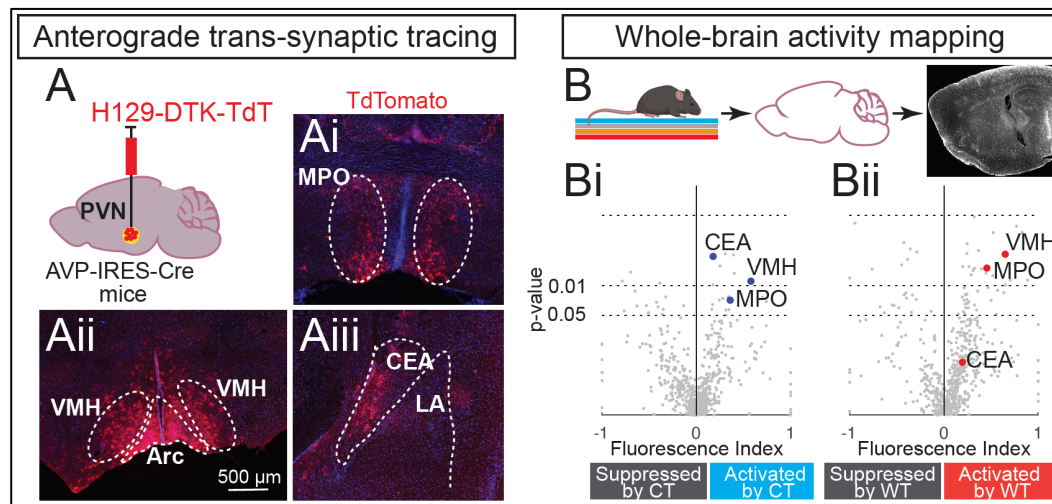 Anterograde trans-synaptic tracing
Whole-brain activity mapping
A
H129-DTK-TdT
PVN
AVP-IRES-Cre
mice
TdTomato
Ai
MPO
Aii
VMH
VMH
Arc
500 µm
Aiii
CEA
LA
B
Bi
p-value
0.01
0.05
CEA
VMH
MPO
-1
0
1
Fluorescence Index
Suppressed
by CT
Activated
by CT
Bii
VMH
MPO
CEA
-1
0
1
Fluorescence Index
Suppressed
by WT
Activated
by WT